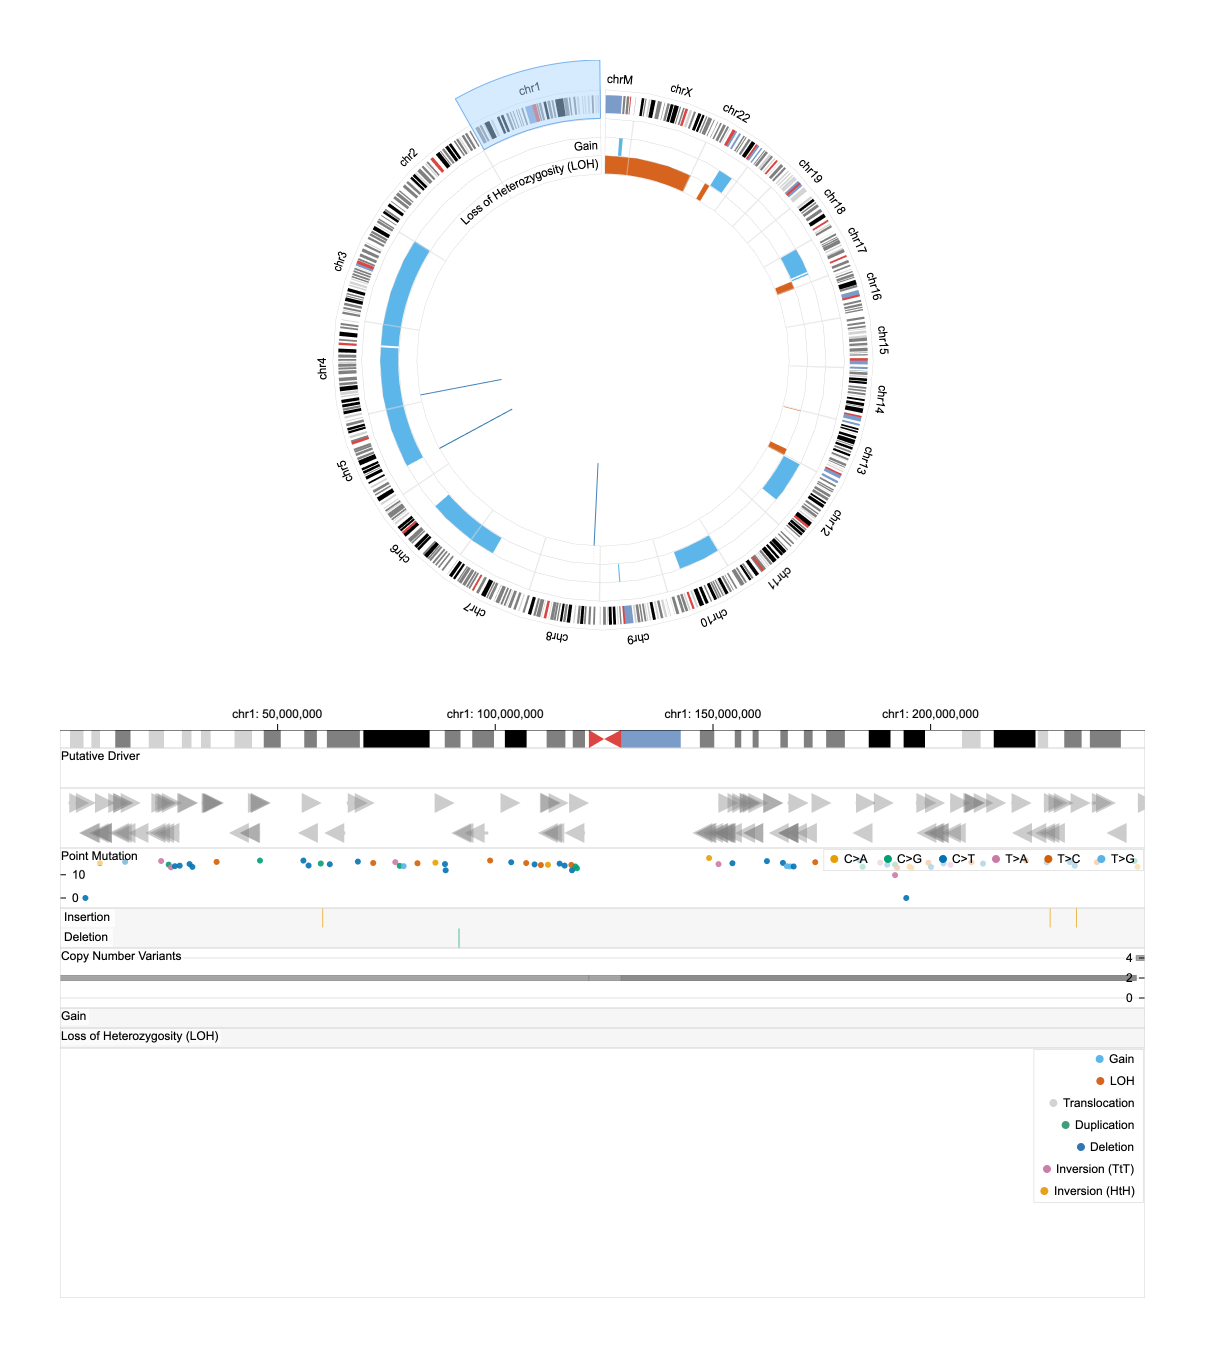 chrM
chrX
chr22
chr19
chr18
chr17
chr16
chr15
chr14
chr13
chr12
chr11
chr10
chr9
chr8
chr7
chr6
chr5
chr4
chr3
chr2
chr1
Gain
Loss of Heterozygosity (LOH)
chr1: 50,000,000 chr1: 100,000,000 chr1: 150,000,000 chr1: 200,000,000
Putative Driver
Point Mutation
C>A C>G C>T T>A T>C T>G
10
0
Insertion
Deletion
Copy Number Variants
4
2
0
Gain
Loss of Heterozygosity (LOH)
Gain
LOH
Translocation
Duplication
Deletion
Inversion (TtT)
Inversion (HtH)